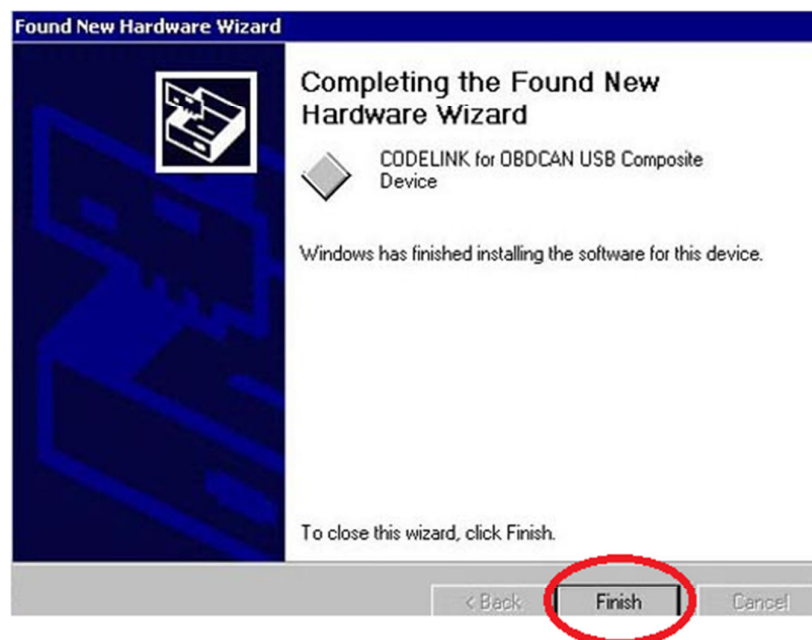 Found New Hardware Wizard
Completing the Found New
Hardware Wizard
CODELINK for OBDCAN USB Composite
Device
Windows has finished installing the software for this device.
To close this wizard, click Finish.
< Back Finish Cancel